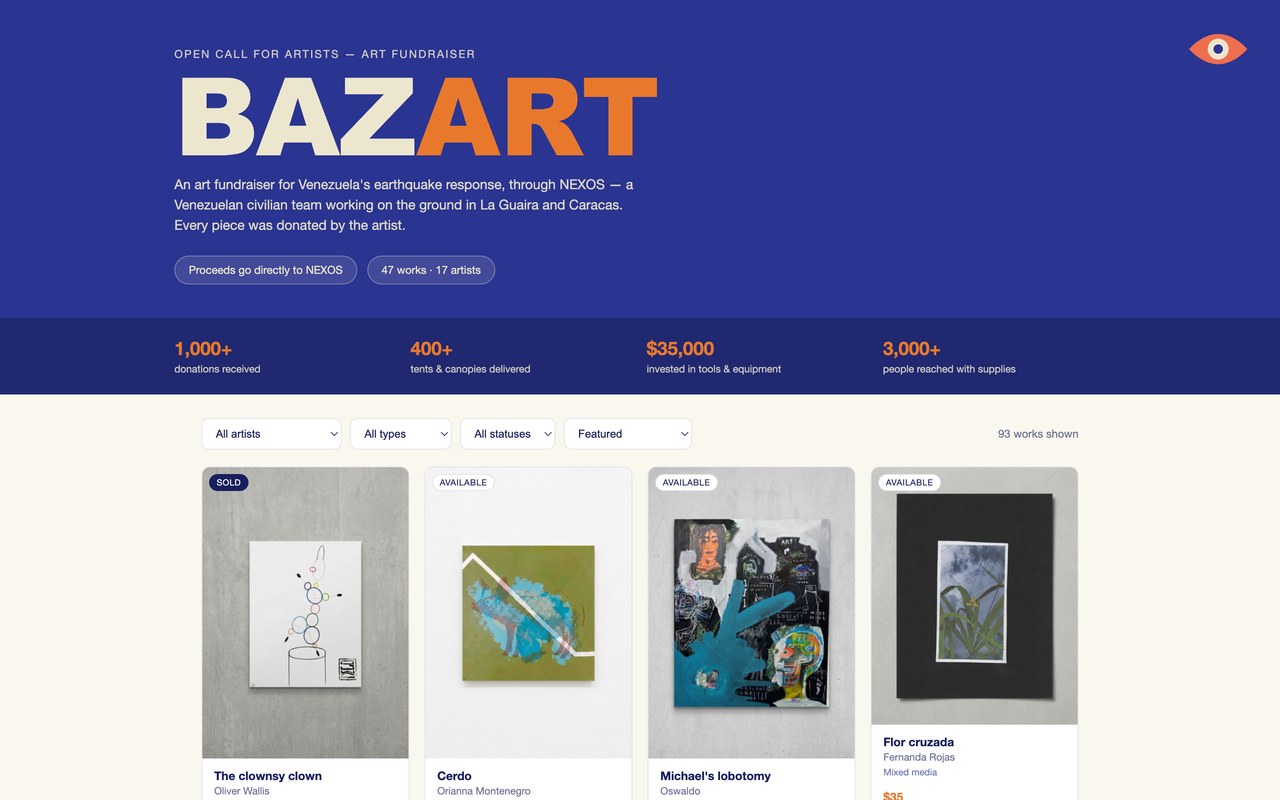 OPEN CALL FOR ARTISTS — ART FUNDRAISER
BAZART
An art fundraiser for Venezuela's earthquake response, through NEXOS — a
Venezuelan civilian team working on the ground in La Guaira and Caracas.
Every piece was donated by the artist.
Proceeds go directly to NEXOS
47 works · 17 artists
1,000+
donations received
400+
tents & canopies delivered
$35,000
invested in tools & equipment
3,000+
people reached with supplies
All artists
All types
All statuses
Featured
93 works shown
SOLD
The clownsy clown
Oliver Wallis
AVAILABLE
Cerdo
Orianna Montenegro
AVAILABLE
ART
Michael's lobotomy
Oswaldo
AVAILABLE
Flor cruzada
Fernanda Rojas
Mixed media
$35